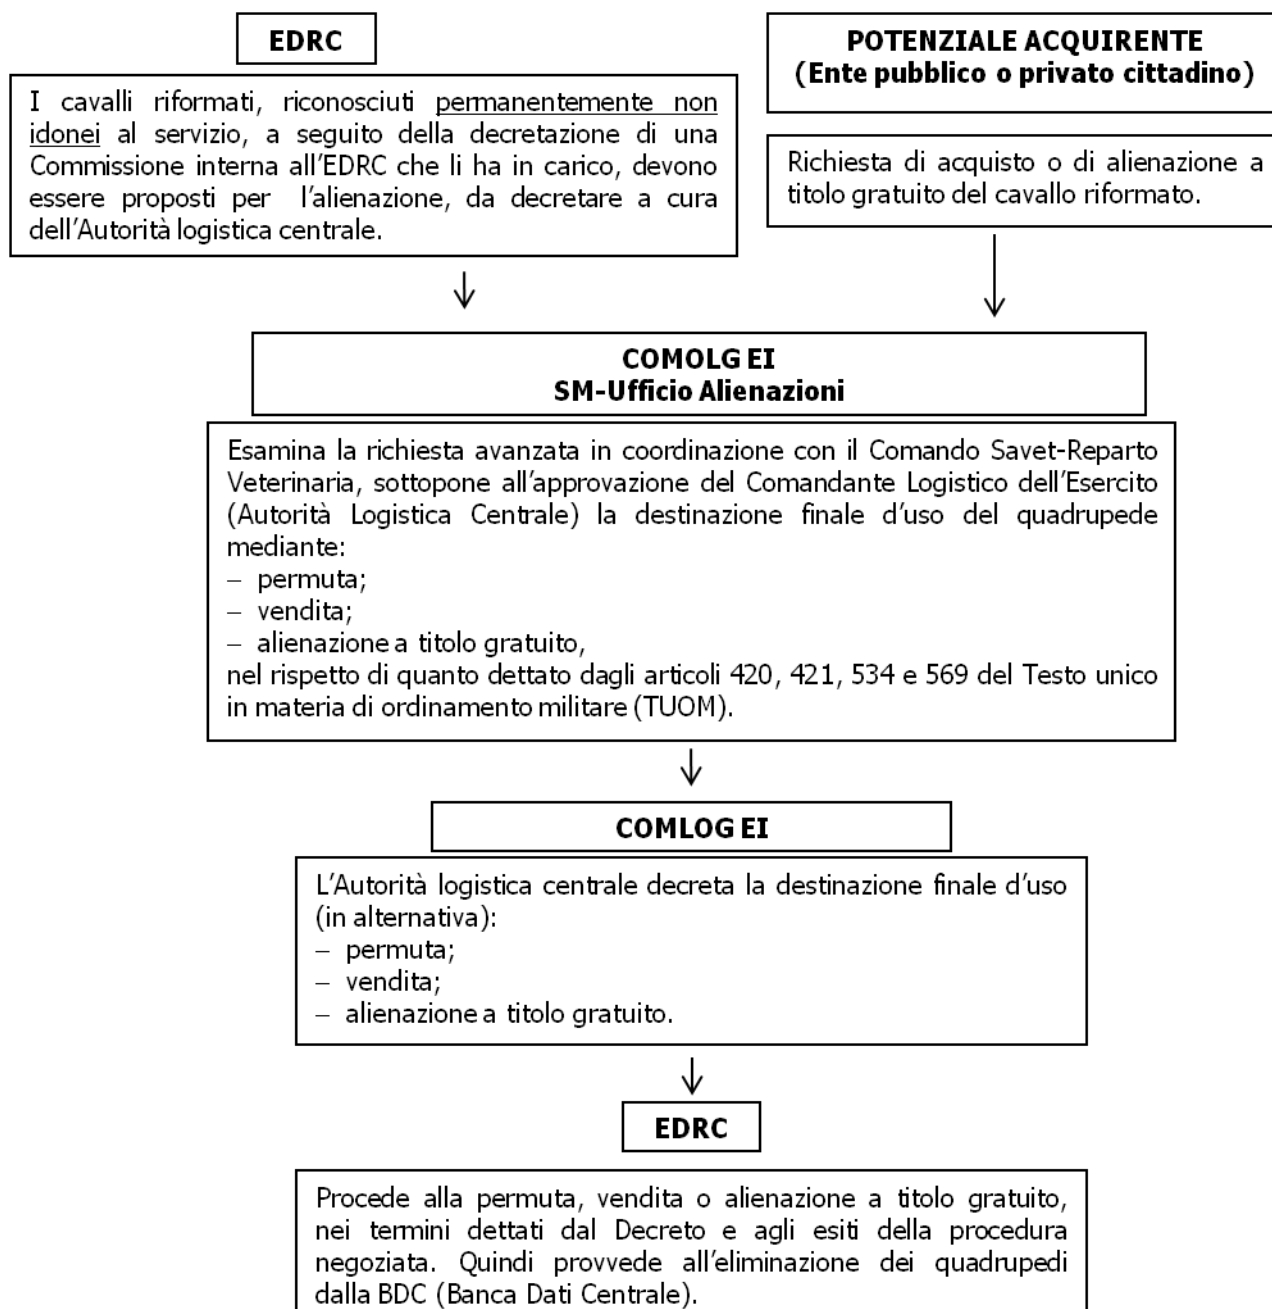 EDRC
I cavalli riformati, riconosciuti permanentemente non
idonei al servizio, a seguito della decretazione di una
Commissione interna all'EDRC che li ha in carico, devono
essere proposti per l'alienazione, da decretare a cura
dell'Autorità logistica centrale.
POTENZIALE ACQUIRENTE
(Ente pubblico o privato cittadino)
Richiesta di acquisto o di alienazione a
titolo gratuito del cavallo riformato.
COMOLG EI
SM-Ufficio Alienazioni
Esamina la richiesta avanzata in coordinazione con il Comando Savet-Reparto
Veterinaria, sottopone all'approvazione del Comandante Logistico dell'Esercito
(Autorità Logistica Centrale) la destinazione finale d'uso del quadrupede
mediante:
– permuta;
– vendita;
– alienazione a titolo gratuito,
nel rispetto di quanto dettato dagli articoli 420, 421, 534 e 569 del Testo unico
in materia di ordinamento militare (TUOM).
COMLOG EI
L'Autorità logistica centrale decreta la destinazione finale d'uso
(in alternativa):
– permuta;
– vendita;
– alienazione a titolo gratuito.
EDRC
Procede alla permuta, vendita o alienazione a titolo gratuito,
nei termini dettati dal Decreto e agli esiti della procedura
negoziata. Quindi provvede all'eliminazione dei quadrupedi
dalla BDC (Banca Dati Centrale).